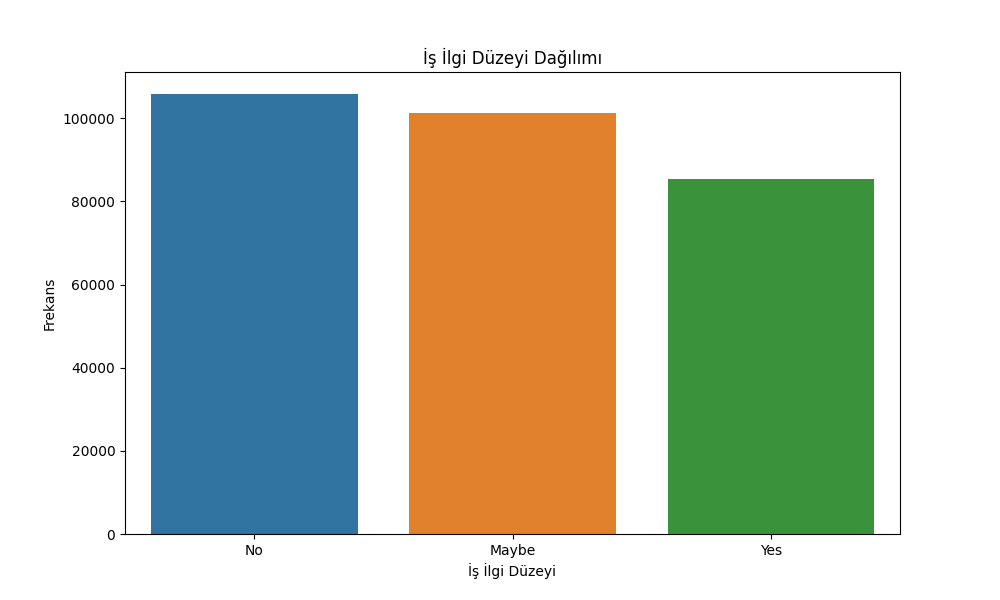 İş İlgi Düzeyi Dağılımı
100000
80000
60000
40000
20000
0
Frekans
No
Maybe
Yes
İş İlgi Düzeyi